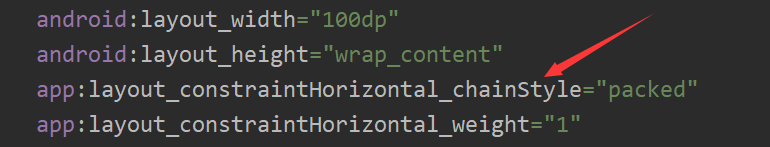 android:layout_width="100dp"
android:layout_height="wrap_content"
app:layout_constraintHorizontal_chainStyle="packed"
app:layout_constraintHorizontal_weight="1"